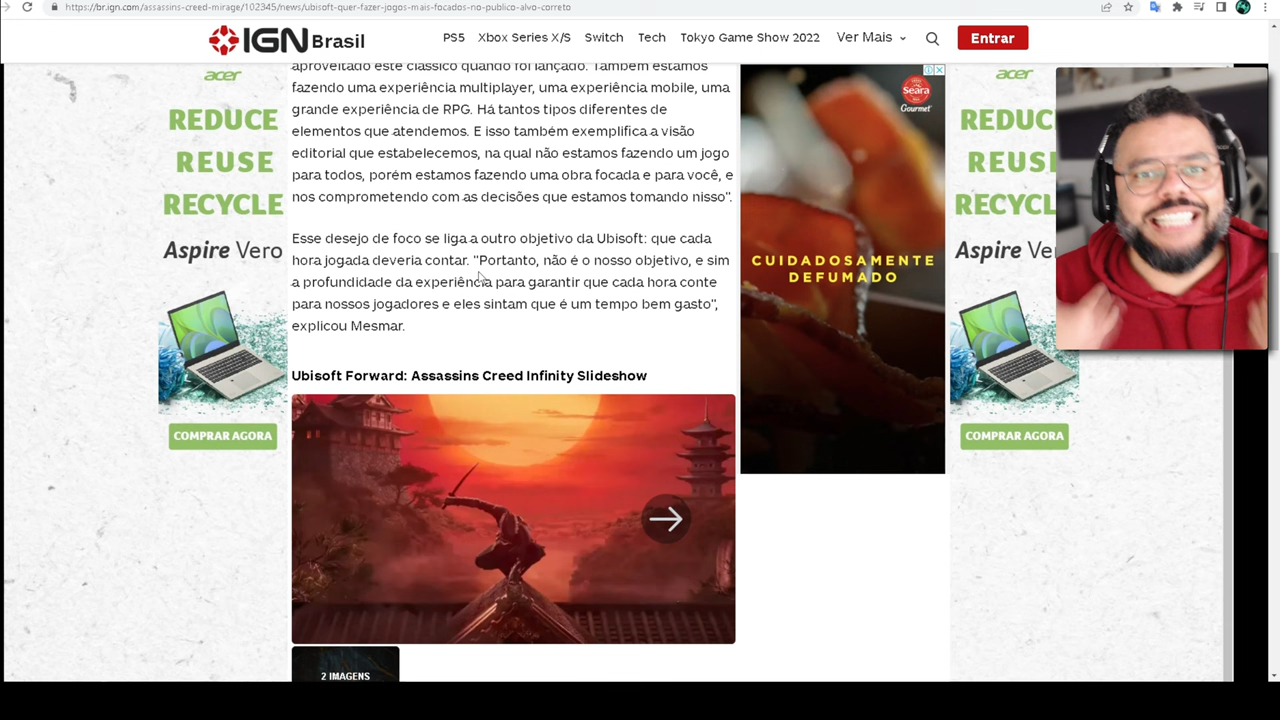 https://br.ign.com/assassins-creed-mirage/102345/news/ubisoft-quer-fazer-jogos-mais-focados-no-publico-alvo-correto
IGN Brasil
PS5 Xbox Series X/S Switch Tech Tokyo Game Show 2022 Ver Mais Entrar
aproveitado este clássico quando foi lançado. Também estamos
fazendo uma experiência multiplayer, uma experiência mobile, uma
grande experiência de RPG. Há tantos tipos diferentes de
elementos que atendemos. E isso também exemplifica a visão
editorial que estabelecemos, na qual não estamos fazendo um jogo
para todos, porém estamos fazendo uma obra focada e para você, e
nos comprometendo com as decisões que estamos tomando nisso".
Esse desejo de foco se liga a outro objetivo da Ubisoft: que cada
hora jogada deveria contar. "Portanto, não é o nosso objetivo, e sim
a profundidade da experiência para garantir que cada hora conte
para nossos jogadores e eles sintam que é um tempo bem gasto",
explicou Mesmar.
Ubisoft Forward: Assassins Creed Infinity Slideshow
2 IMAGENS
acer
REDUCE
REUSE
RECYCLE
Aspire Vero
COMPRAR AGORA
Seara
Gourmet
CUIDADOSAMENTE
DEFUMADO
acer
REDUC
REUS
RECYCL
Aspire Ve
COMPRAR AGORA